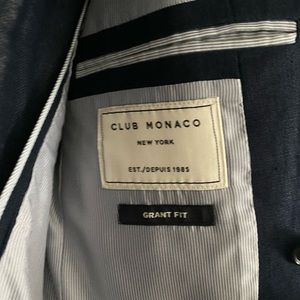 CLUB MONACO
NEW YORK
EST./DEPUIS 1985
GRANT FIT